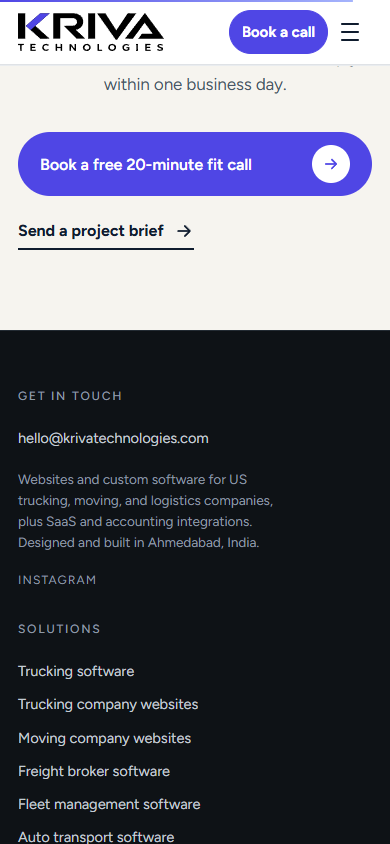 KRIVA
TECHNOLOGIES
Book a call
within one business day.
Book a free 20-minute fit call
Send a project brief
GET IN TOUCH
hello@krivatechnologies.com
Websites and custom software for US
trucking, moving, and logistics companies,
plus SaaS and accounting integrations.
Designed and built in Ahmedabad, India.
INSTAGRAM
SOLUTIONS
Trucking software
Trucking company websites
Moving company websites
Freight broker software
Fleet management software
Auto transport software